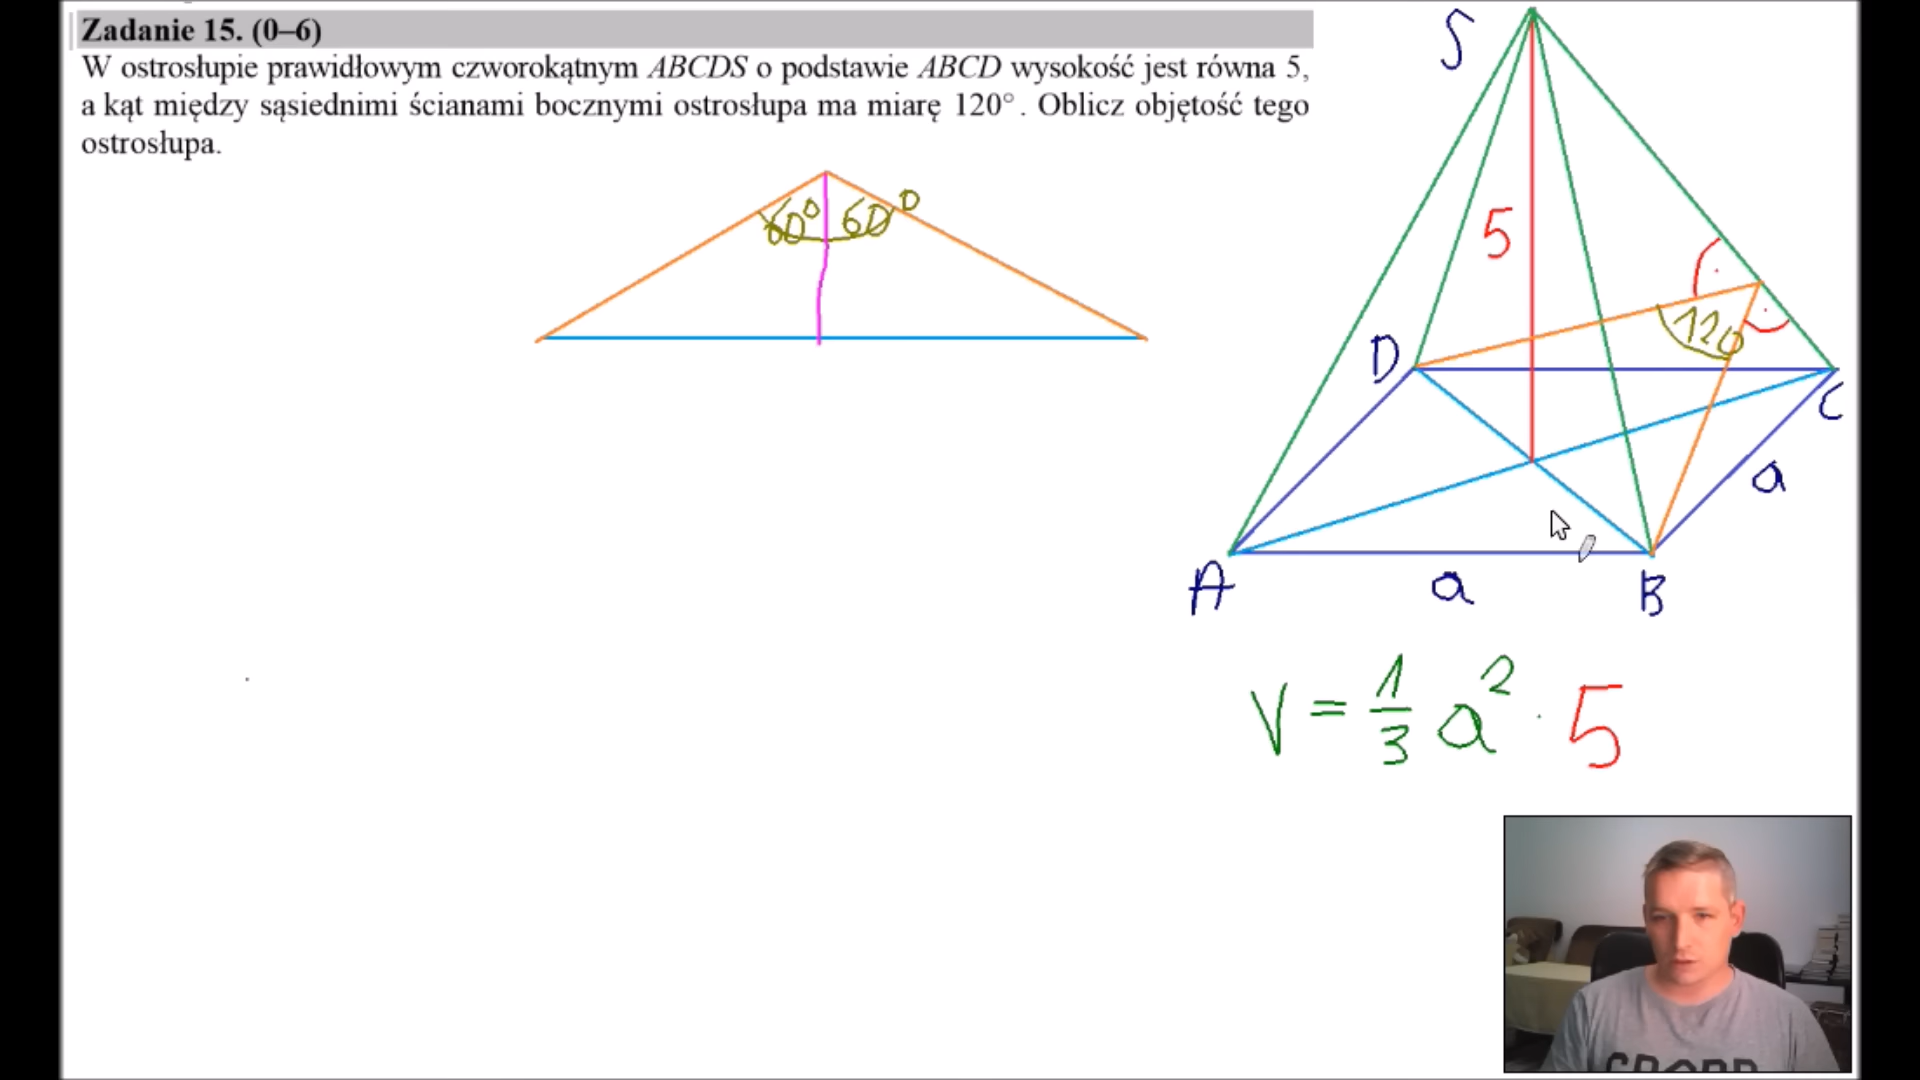 Zadanie 15. (0–6)
W ostrosłupie prawidłowym czworokątnym ABCDS o podstawie ABCD wysokość jest równa 5,
a kąt między sąsiednimi ścianami bocznymi ostrosłupa ma miarę 120°. Oblicz objętość tego
ostrosłupa.
60° 60°
S
5
120
D
C
a
A
a
B
V = 1/3 a² · 5